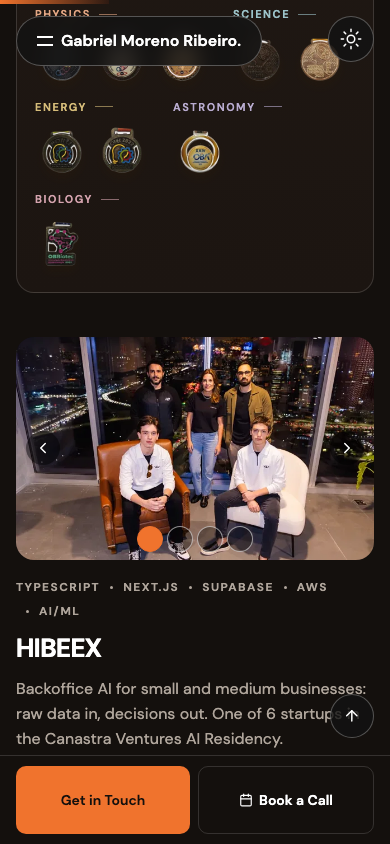 PHYSICS
SCIENCE
Gabriel Moreno Ribeiro.
ENERGY
ASTRONOMY
BIOLOGY
TYPESCRIPT • NEXT.JS • SUPABASE • AWS
• AI/ML
HIBEEX
Backoffice AI for small and medium businesses:
raw data in, decisions out. One of 6 startups
the Canastra Ventures AI Residency.
Get in Touch
Book a Call